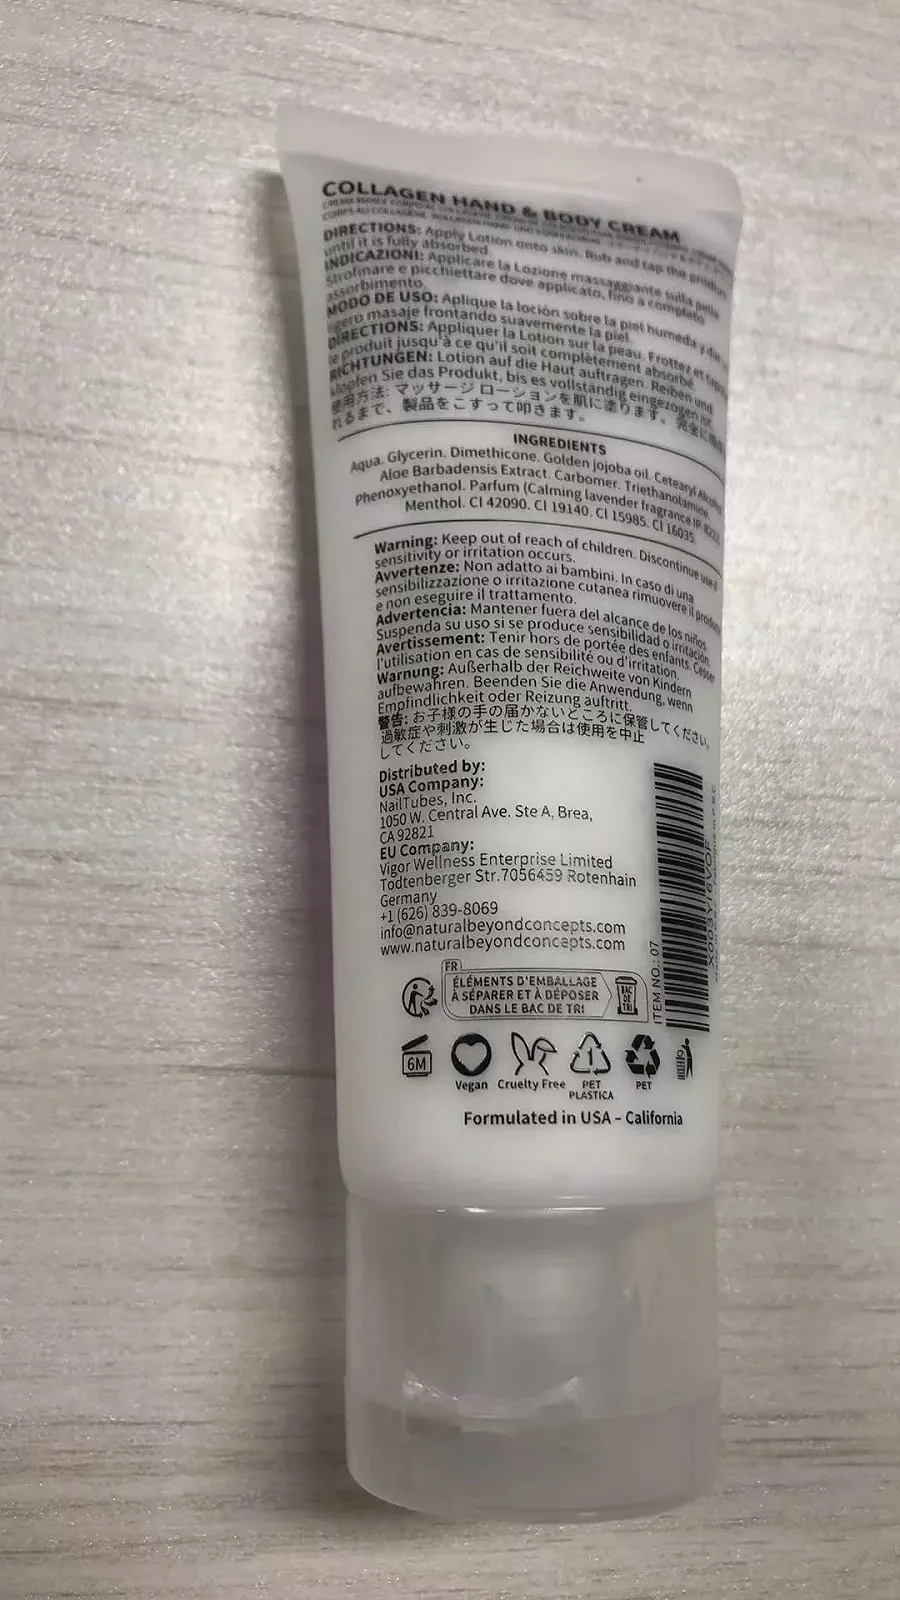 COLLAGEN HAND & BODY CREAM
DIRECTIONS: Apply Lotion onto skin. Rub and tap the product
until it is fully absorbed.
INDICAZIONI: Applicare la Lozione massaggiante sulla pelle
Strofinare e picchiettare dove applicato, fino a completo
assorbimento.
MODO DE USO: Aplique la loción sobre la piel humeda y de un
ligero masaje frontando suavemente la piel.
DIRECTIONS: Appliquer la Lotion sur la peau. Frottez et tapotez
le produit jusqu'à ce qu'il soit complètement absorbé.
RICHTUNGEN: Lotion auf die Haut auftragen. Reiben und
klopfen Sie das Produkt, bis es vollständig eingezogen ist.
使用方法: マッサージ ローションを肌に塗ります。 完全に
れるまで、製品をこすって叩きます。
INGREDIENTS
Aqua. Glycerin. Dimethicone. Golden jojoba oil. Cetearyl Alcohol
Aloe Barbadensis Extract. Carbomer. Triethanolamine.
Phenoxyethanol. Parfum (Calming lavender fragrance
Menthol. CI 42090. CI 19140. CI 15985. CI 16035
Warning: Keep out of reach of children. Discontinue use if
sensitivity or irritation occurs.
Avvertenze: Non adatto ai bambini. In caso di una
sensibilizzazione o irritazione cutanea rimuovere il prodotto
e non eseguire il trattamento.
Advertencia: Mantener fuera del alcance de los niños.
Suspenda su uso si se produce sensibilidad o irritación.
Avertissement: Tenir hors de portée des enfants. Cesser
l'utilisation en cas de sensibilité ou d'irritation.
Warnung: Außerhalb der Reichweite von Kindern
aufbewahren. Beenden Sie die Anwendung, wenn
Empfindlichkeit oder Reizung auftritt.
警告: お子様の手の届かないところに保管してください。
過敏症や刺激が生じた場合は使用を中止
してください。
Distributed by:
USA Company:
NailTubes, Inc.
1050 W. Central Ave. Ste A, Brea,
CA 92821
EU Company:
Vigor Wellness Enterprise Limited
Todtenberger Str.7056459 Rotenhain
Germany
+1 (626) 839-8069
info@naturalbeyondconcepts.com
www.naturalbeyondconcepts.com
ITEM NO.: 07
X003YI6VOF
FR
ÉLÉMENTS D'EMBALLAGE
À SÉPARER ET À DÉPOSER
DANS LE BAC DE TRI
BAC
DE
TRI
6M
Vegan
Cruelty Free
1
PET
PLASTICA
PET
Formulated in USA – California